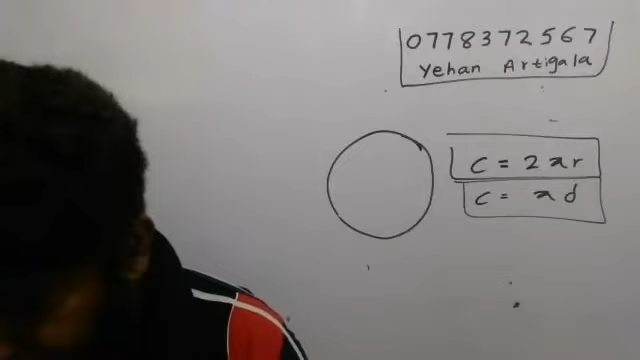 0778372567
Yehan Artigala
C = 2πr
C = πd